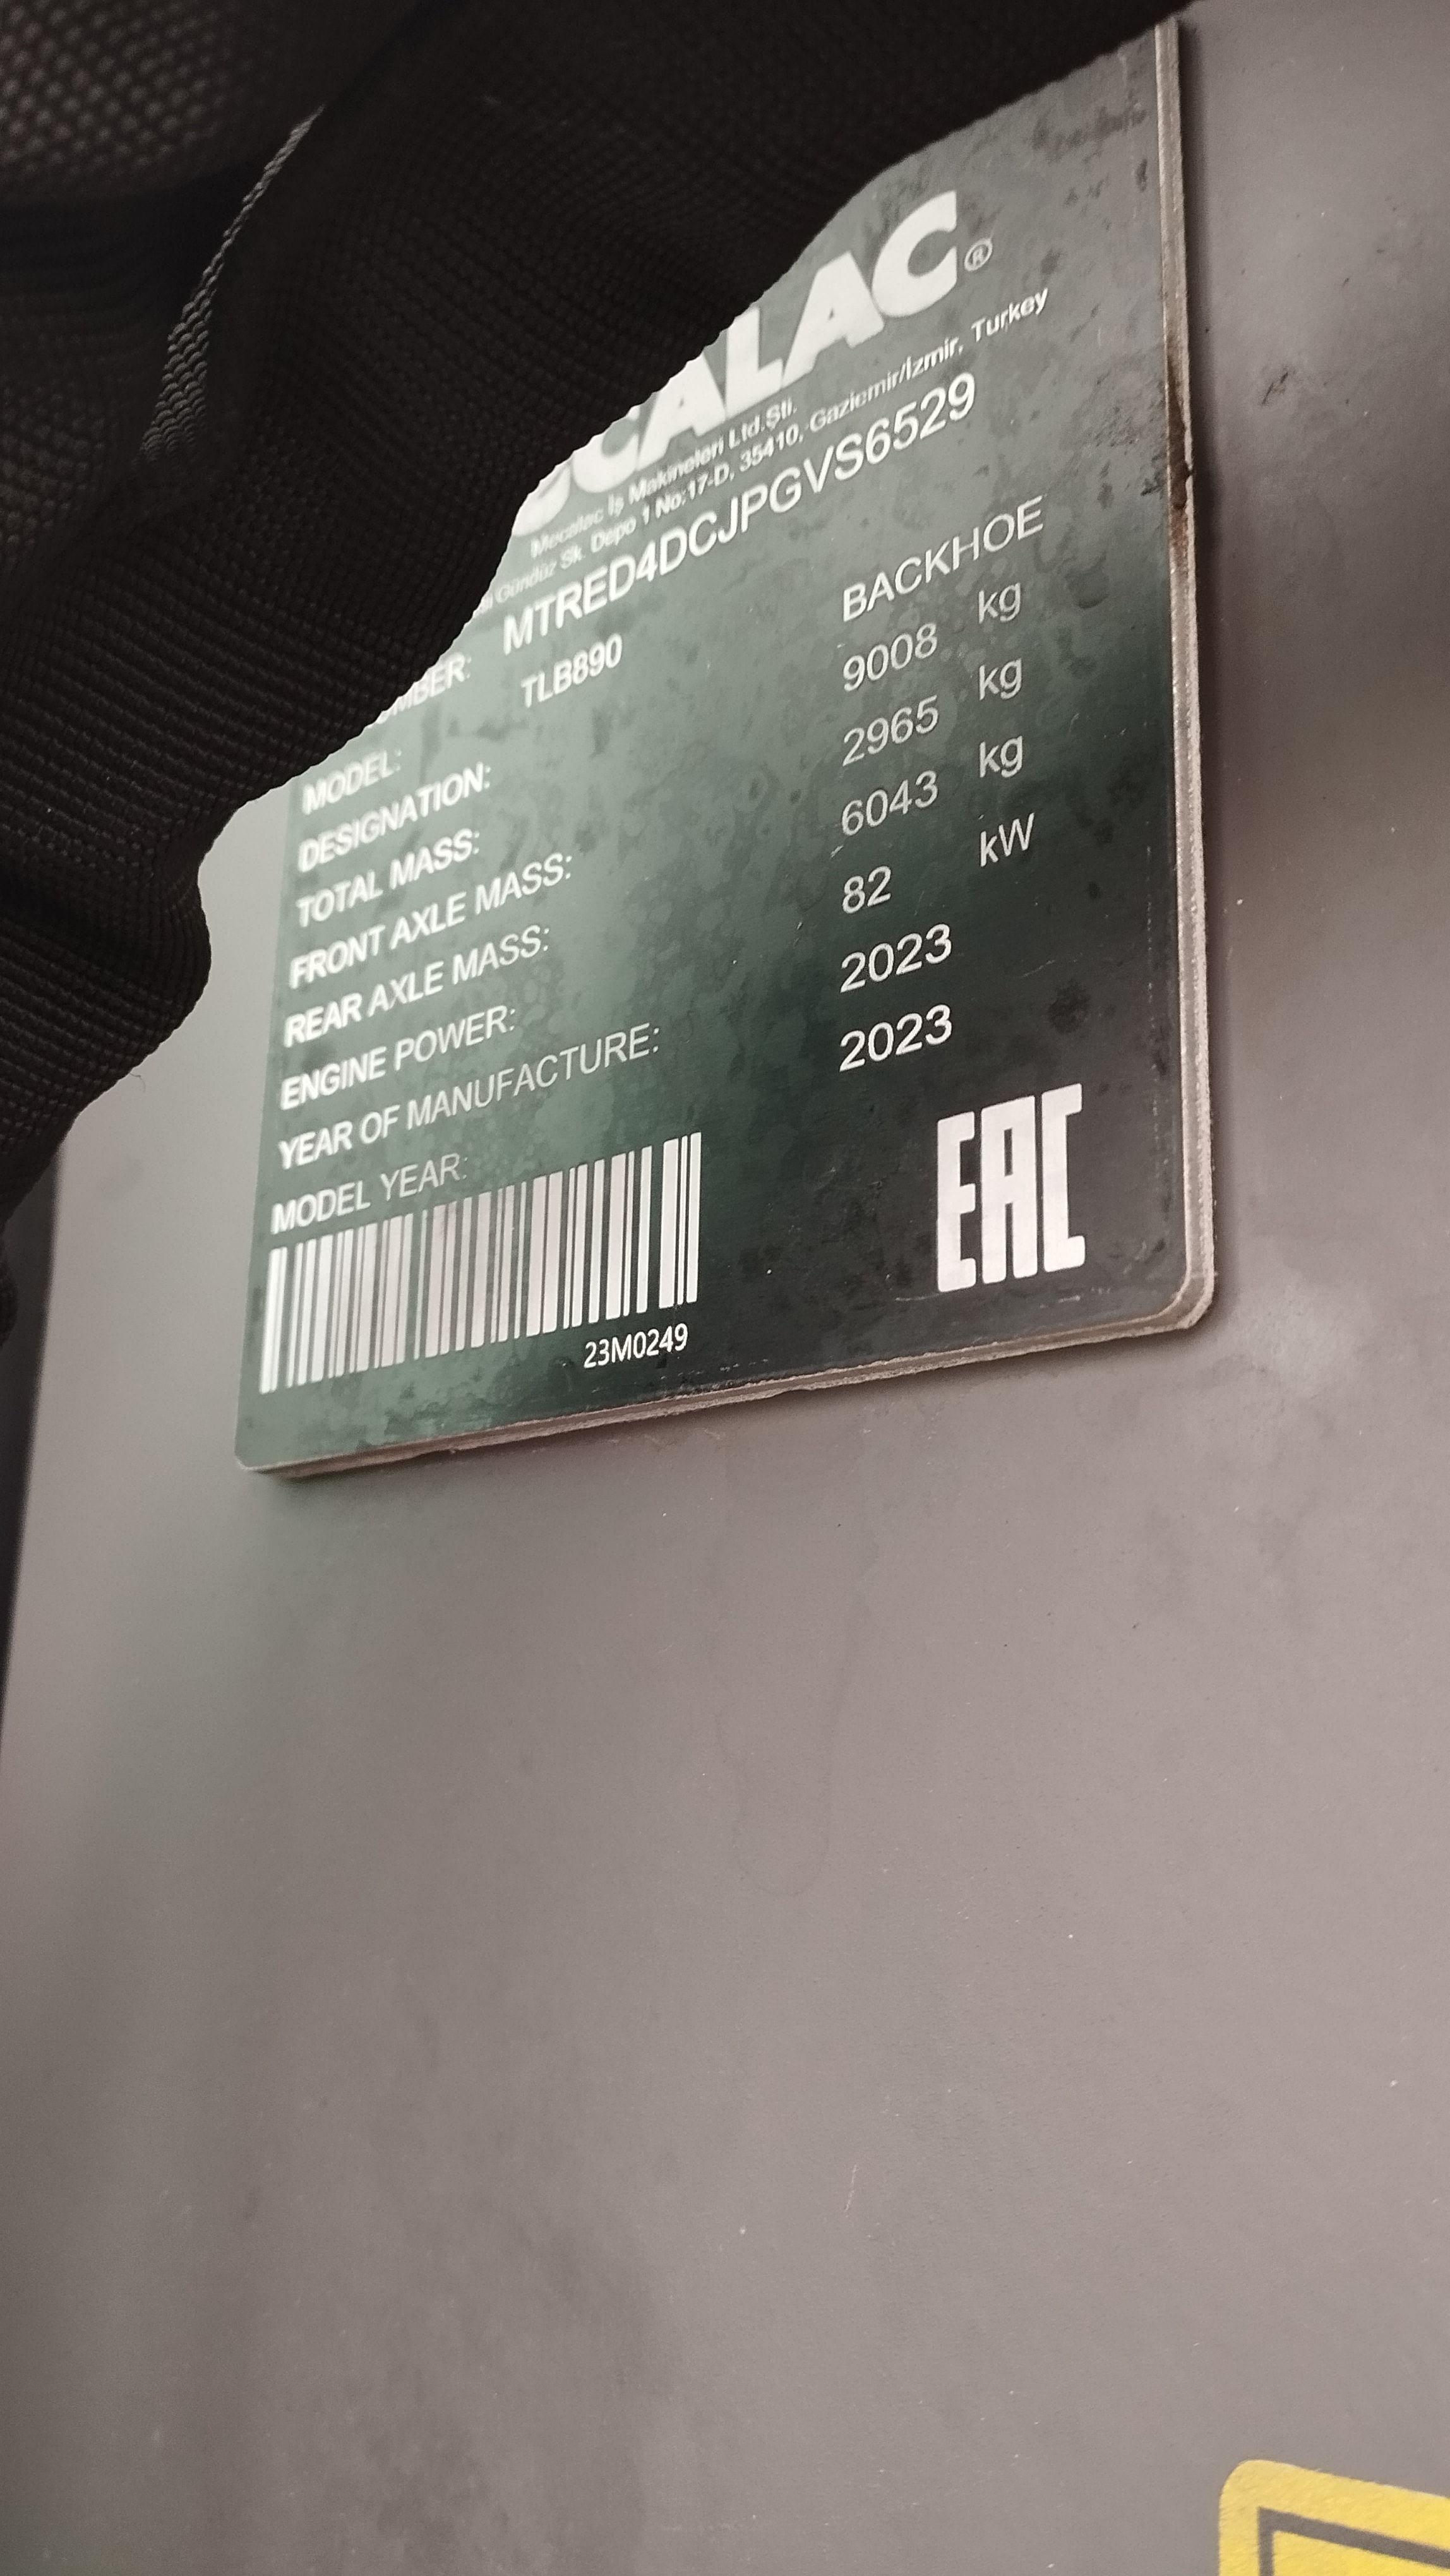 CALAC®
Mecalac İş Makineleri Ltd.Şti.
Gündüz Sk. Depo 1 No:17-D, 35410, Gaziemir/İzmir, Turkey
MTRED4DCJPGVS6529
MODEL: TLB890
DESIGNATION: BACKHOE
TOTAL MASS: 9008 kg
FRONT AXLE MASS: 2965 kg
REAR AXLE MASS: 6043 kg
ENGINE POWER: 82 kW
YEAR OF MANUFACTURE: 2023
MODEL YEAR: 2023
23M0249
EAC